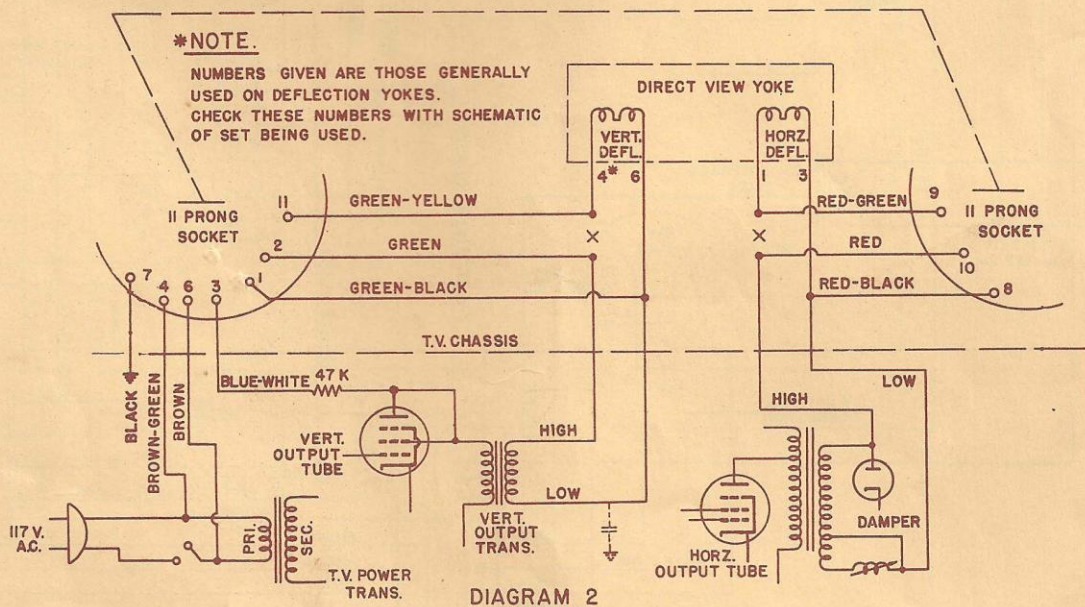 *NOTE.
NUMBERS GIVEN ARE THOSE GENERALLY
USED ON DEFLECTION YOKES.
CHECK THESE NUMBERS WITH SCHEMATIC
OF SET BEING USED.
DIRECT VIEW YOKE
VERT.
DEFL.
4* 6
HORZ.
DEFL.
1 3
11 PRONG
SOCKET
11
GREEN-YELLOW
2
GREEN
1
GREEN-BLACK
7
4
6
3
RED-GREEN
9
11 PRONG
SOCKET
RED
10
RED-BLACK
8
T.V. CHASSIS
BLACK
BROWN-GREEN
BROWN
BLUE-WHITE
47 K
VERT.
OUTPUT
TUBE
HIGH
LOW
VERT.
OUTPUT
TRANS.
HIGH
LOW
DAMPER
HORZ.
OUTPUT TUBE
117 V.
A.C.
PRI.
SEC.
T.V. POWER
TRANS.
DIAGRAM 2